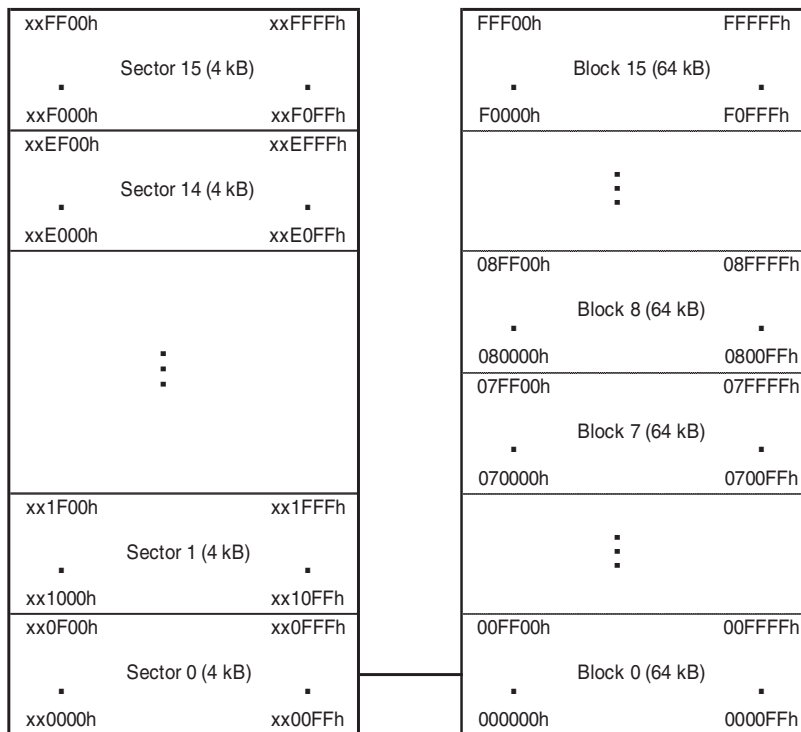 xxFF00h xxFFFFh
Sector 15 (4 kB)
xxF000h xxF0FFh
xxEF00h xxEFFFh
Sector 14 (4 kB)
xxE000h xxE0FFh
xx1F00h xx1FFFh
Sector 1 (4 kB)
xx1000h xx10FFh
xx0F00h xx0FFFh
Sector 0 (4 kB)
xx0000h xx00FFh
FFF00h FFFFFh
Block 15 (64 kB)
F0000h F0FFFh
08FF00h 08FFFFh
Block 8 (64 kB)
080000h 0800FFh
07FF00h 07FFFFh
Block 7 (64 kB)
070000h 0700FFh
00FF00h 00FFFFh
Block 0 (64 kB)
000000h 0000FFh